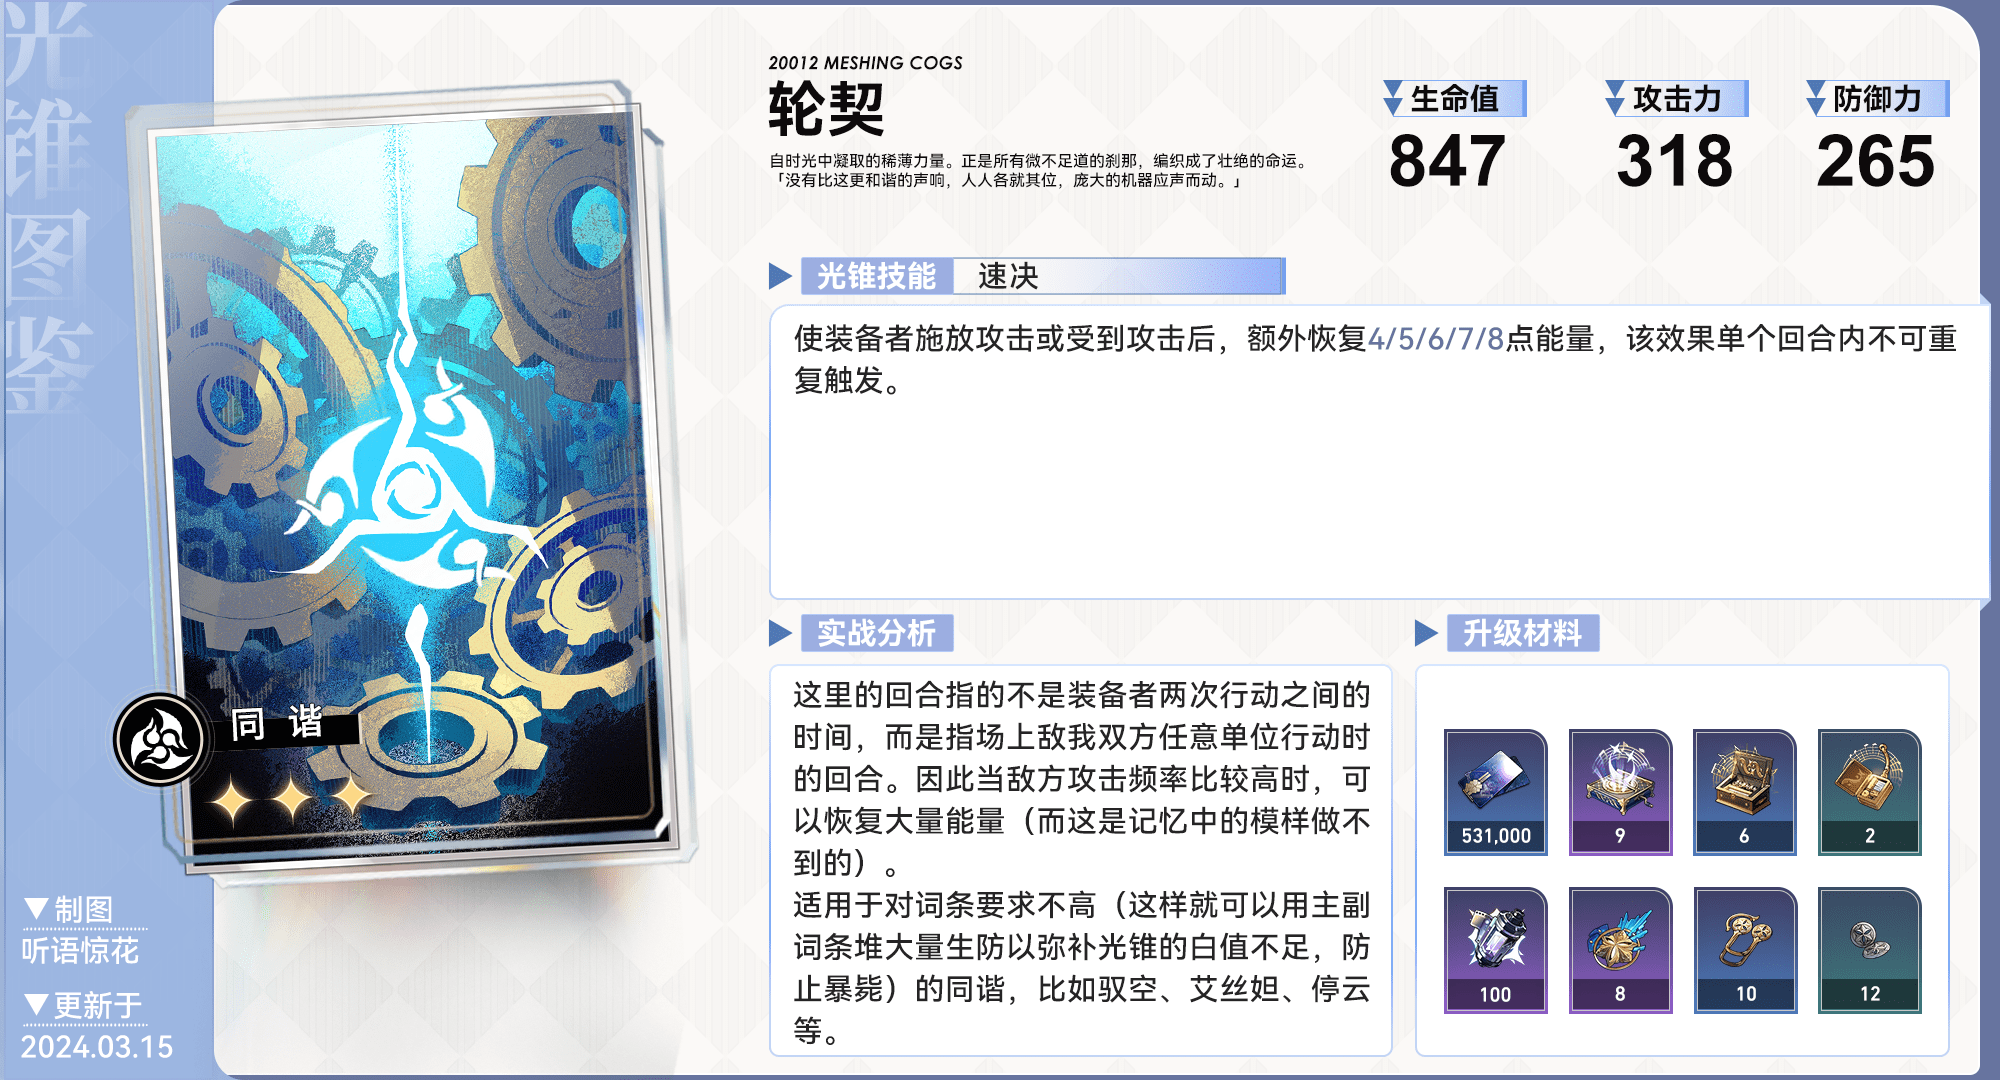 光锥图鉴
20012 MESHING COGS
轮契
自时光中凝取的稀薄力量。正是所有微不足道的刹那，编织成了壮绝的命运。
「没有比这更和谐的声响，人人各就其位，庞大的机器应声而动。」
生命值
847
攻击力
318
防御力
265
光锥技能
速决
使装备者施放攻击或受到攻击后，额外恢复4/5/6/7/8点能量，该效果单个回合内不可重
复触发。
同谐
实战分析
这里的回合指的不是装备者两次行动之间的
时间，而是指场上敌我双方任意单位行动时
的回合。因此当敌方攻击频率比较高时，可
以恢复大量能量（而这是记忆中的模样做不
到的）。
适用于对词条要求不高（这样就可以用主副
词条堆大量生防以弥补光锥的白值不足，防
止暴毙）的同谐，比如驭空、艾丝妲、停云
等。
升级材料
531,000
9
6
2
100
8
10
12
▼制图
听语惊花
▼更新于
2024.03.15